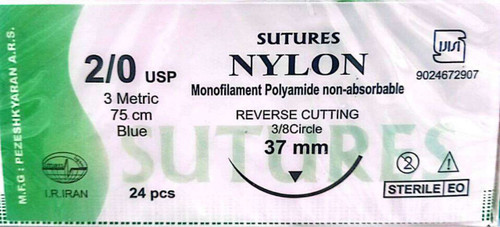 SUTURES
NYLON
Monofilament Polyamide non-absorbable
2/0 USP
3 Metric
75 cm
Blue
REVERSE CUTTING
3/8Circle
37 mm
24 pcs
I.R.IRAN
M.F.G : PEZESHKYARAN A.R.S.
9024672907
2
STERILE EO
SUTURES